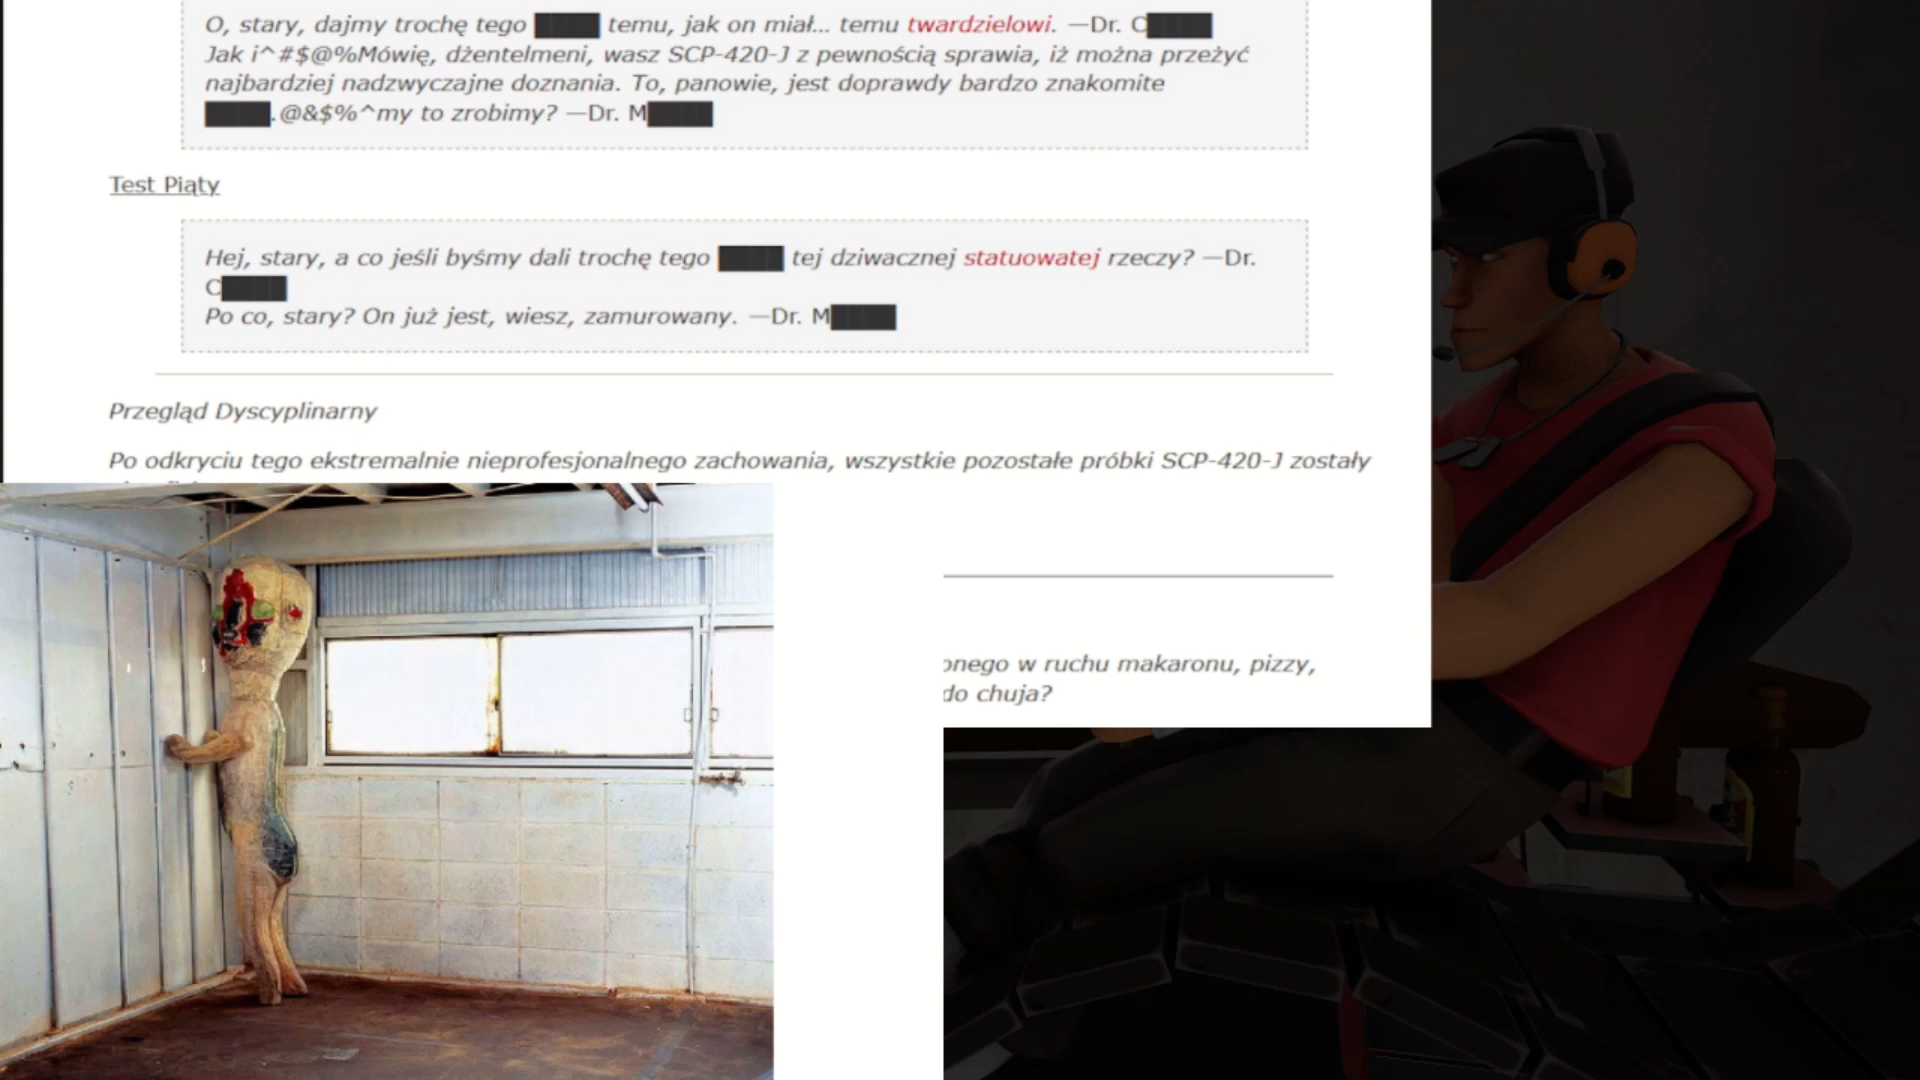 O, stary, dajmy trochę tego ████ temu, jak on miał... temu twardzielowi. —Dr. C████
Jak i^#$@%Mówię, dżentelmeni, wasz SCP-420-J z pewnością sprawia, iż można przeżyć
najbardziej nadzwyczajne doznania. To, panowie, jest doprawdy bardzo znakomite
████.@&$%^my to zrobimy? —Dr. M████
Test Piąty
Hej, stary, a co jeśli byśmy dali trochę tego ████ tej dziwacznej statuowatej rzeczy? —Dr.
C████
Po co, stary? On już jest, wiesz, zamurowany. —Dr. M████
Przegląd Dyscyplinarny
Po odkryciu tego ekstremalnie nieprofesjonalnego zachowania, wszystkie pozostałe próbki SCP-420-J zostały
onego w ruchu makaronu, pizzy,
do chuja?